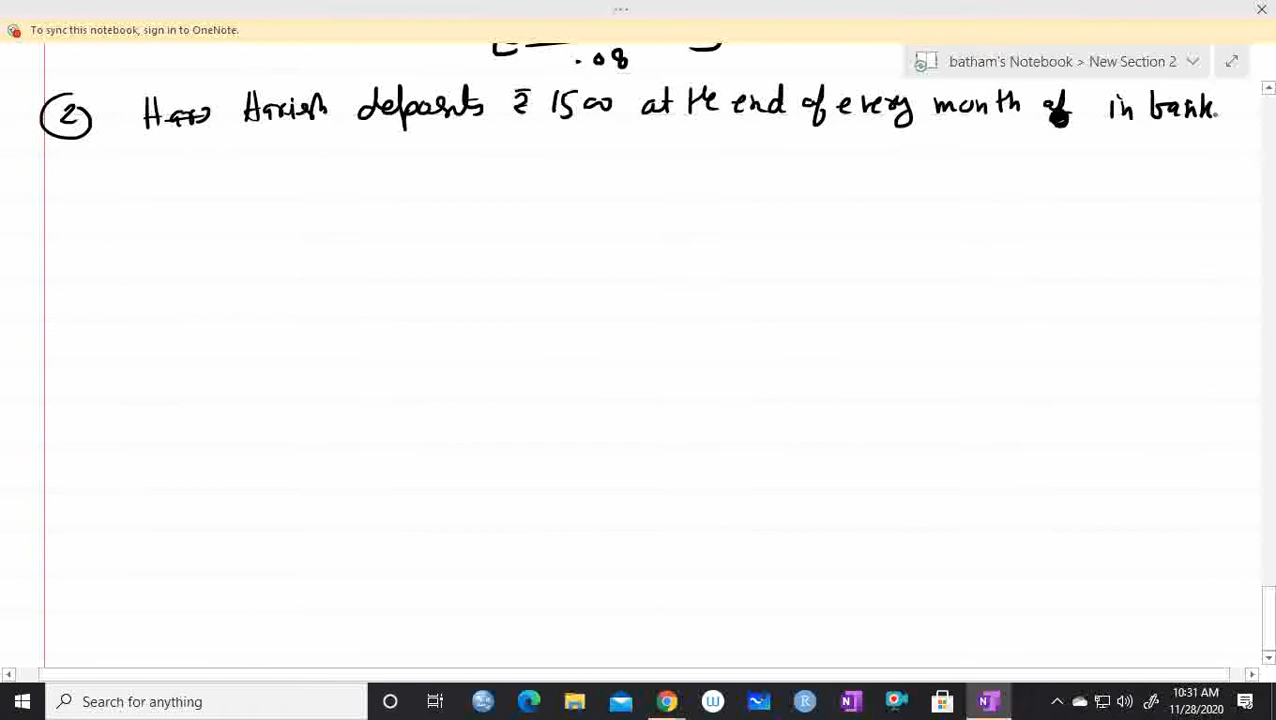 To sync this notebook, sign in to OneNote.
.08
batham's Notebook > New Section 2
② Harish deposits ₹ 1500 at the end of every month in bank.
Search for anything
10:31 AM
11/28/2020